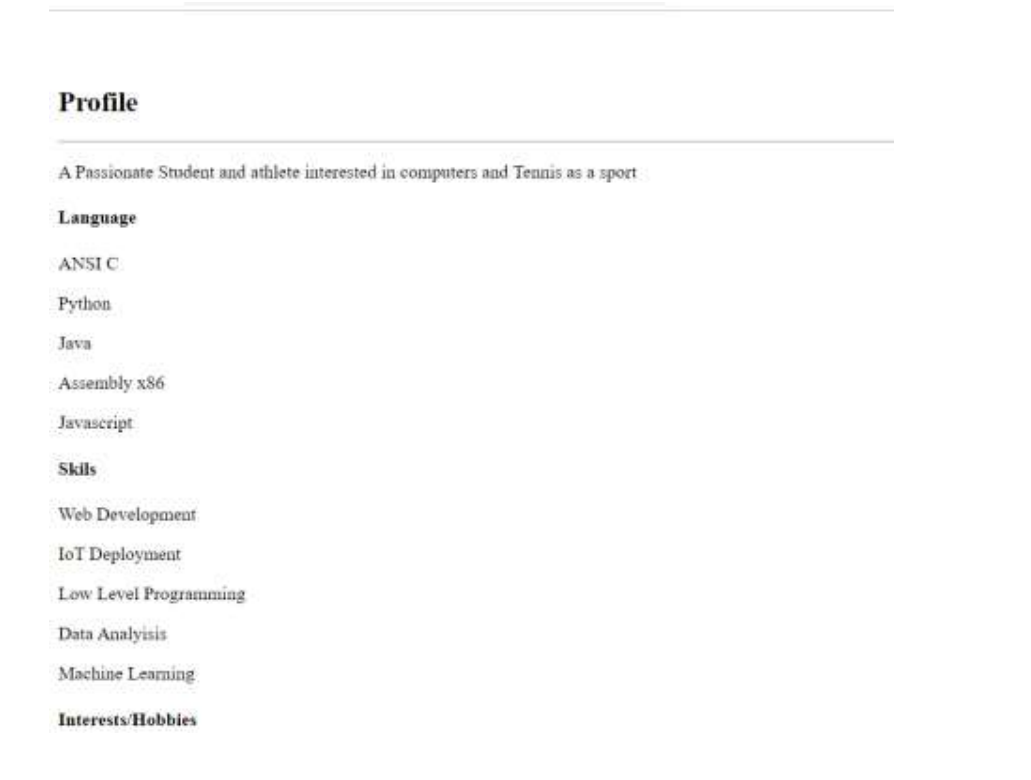 Profile
A Passionate Student and athlete interested in computers and Tennis as a sport
Language
ANSI C
Python
Java
Assembly x86
Javascript
Skils
Web Development
IoT Deployment
Low Level Programming
Data Analyisis
Machine Learning
Interests/Hobbies